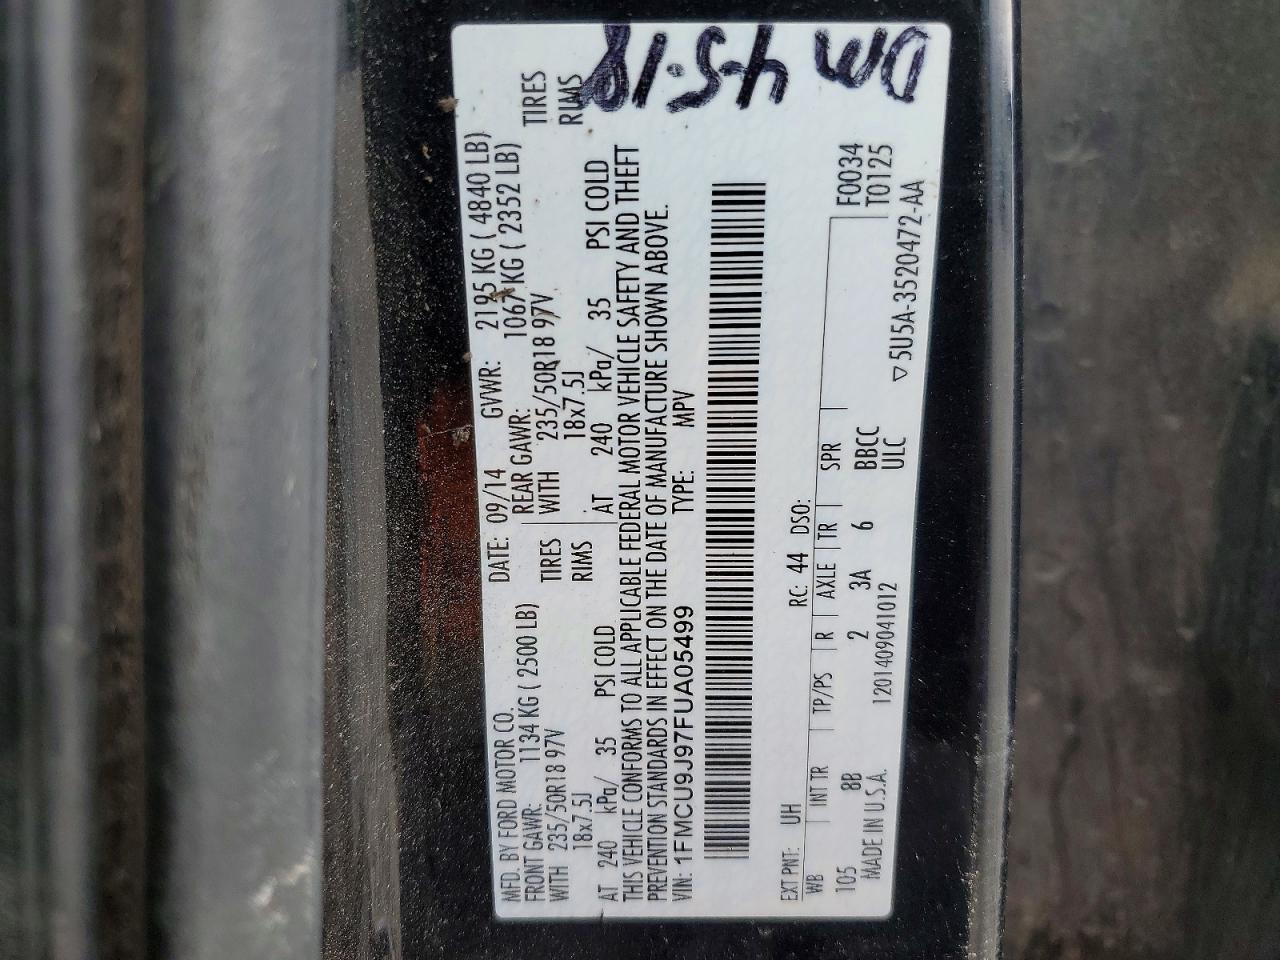 MFD. BY FORD MOTOR CO.
DATE: 09/14 GVWR: 2195 KG ( 4840 LB)
FRONT GAWR: 1134 KG ( 2500 LB) REAR GAWR: 1067 KG ( 2352 LB)
WITH 235/50R18 97V TIRES WITH 235/50R18 97V TIRES
18x7.5J RIMS 18x7.5J RIMS
AT 240 kPa/ 35 PSI COLD AT 240 kPa/ 35 PSI COLD
THIS VEHICLE CONFORMS TO ALL APPLICABLE FEDERAL MOTOR VEHICLE SAFETY AND THEFT
PREVENTION STANDARDS IN EFFECT ON THE DATE OF MANUFACTURE SHOWN ABOVE.
VIN: 1FMCU9J97FUA05499 TYPE: MPV
EXT PNT: UH RC: 44 DSO:
WB INT TR TP/PS R AXLE TR SPR F0034
105 8B 2 3A 6 BBCC T0125
MADE IN U.S.A. 1201409041012 ULC ▽ 5U5A-3520472-AA
DM
4-5-18